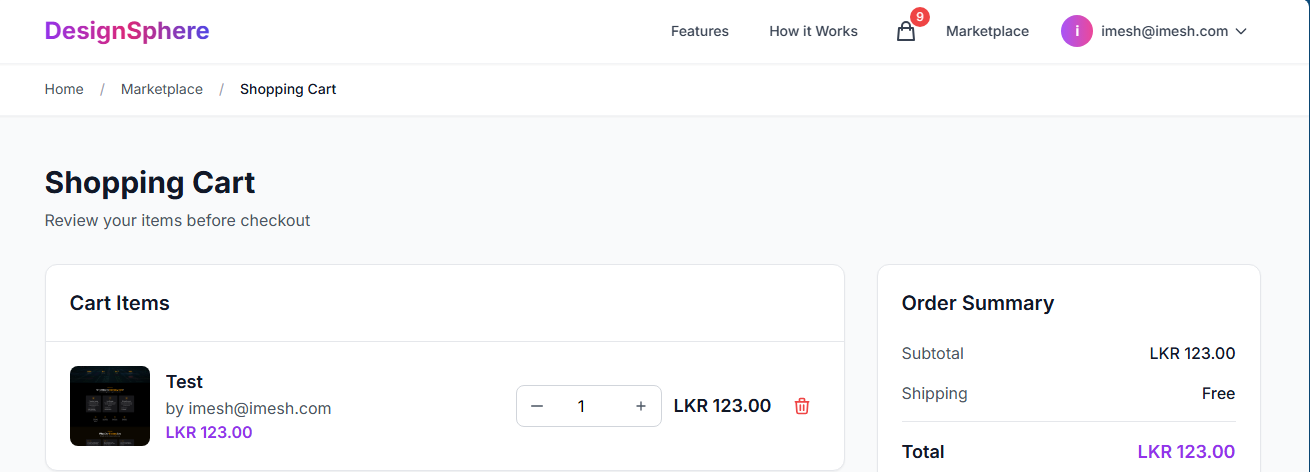 DesignSphere
Features
How it Works
9
Marketplace
i
imesh@imesh.com
Home / Marketplace / Shopping Cart
Shopping Cart
Review your items before checkout
Cart Items
Test
by imesh@imesh.com
LKR 123.00
1
LKR 123.00
Order Summary
Subtotal LKR 123.00
Shipping Free
Total LKR 123.00